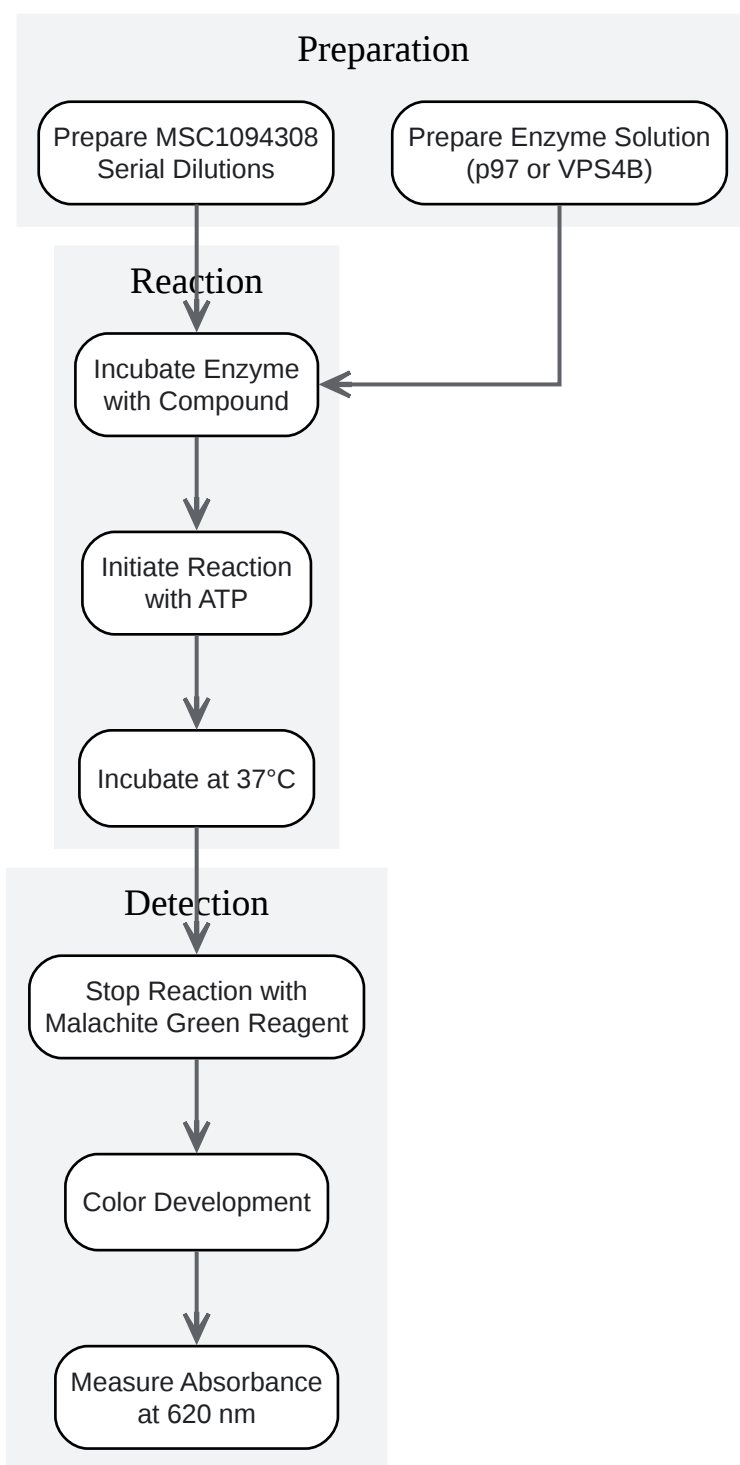 Preparation
Prepare MSC1094308
Serial Dilutions
Prepare Enzyme Solution
(p97 or VPS4B)
Reaction
Incubate Enzyme
with Compound
Initiate Reaction
with ATP
Incubate at 37°C
Detection
Stop Reaction with
Malachite Green Reagent
Color Development
Measure Absorbance
at 620 nm